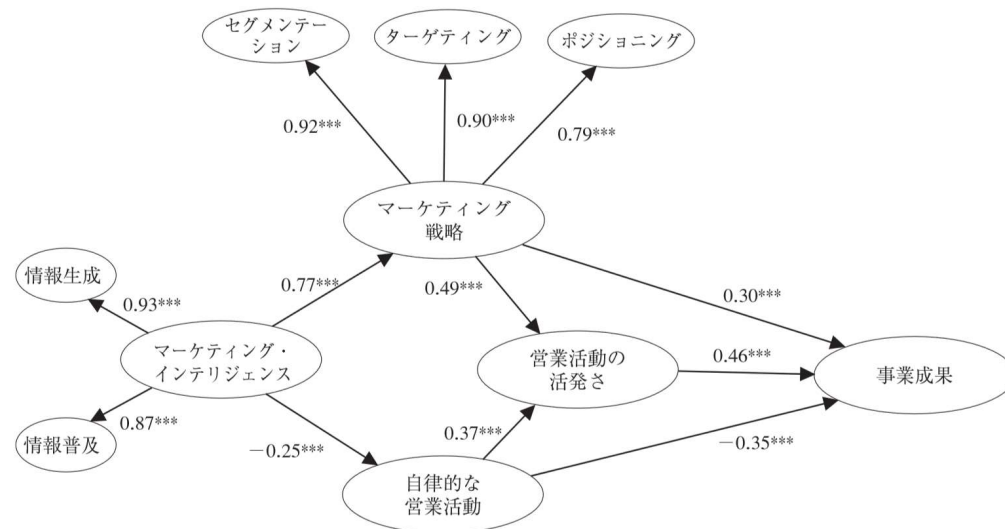 セグメンテー
ション
ターゲティング
ポジショニング
0.92***
0.90***
0.79***
マーケティング
戦略
情報生成
0.93***
0.77***
0.49***
0.30***
マーケティング・
インテリジェンス
営業活動の
活発さ
0.46***
事業成果
情報普及
0.87***
−0.25***
0.37***
−0.35***
自律的な
営業活動